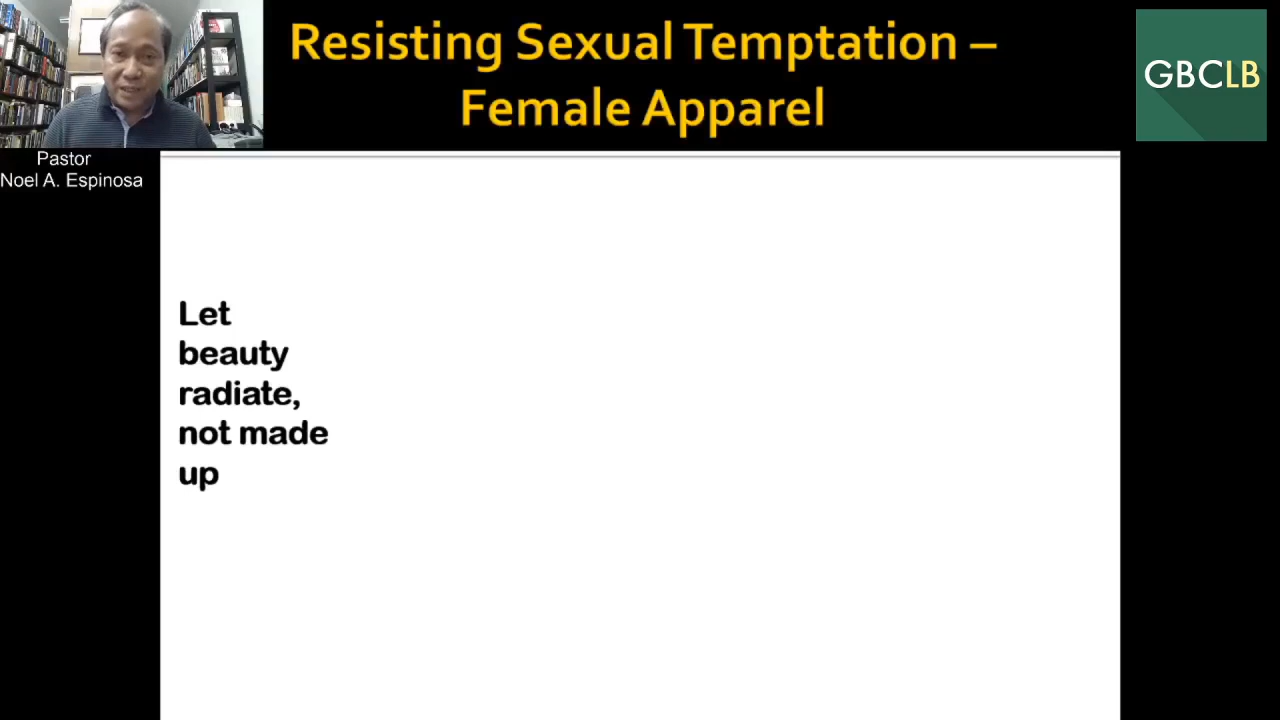 Resisting Sexual Temptation –
Female Apparel
GBCLB
Pastor
Noel A. Espinosa
Let
beauty
radiate,
not made
up